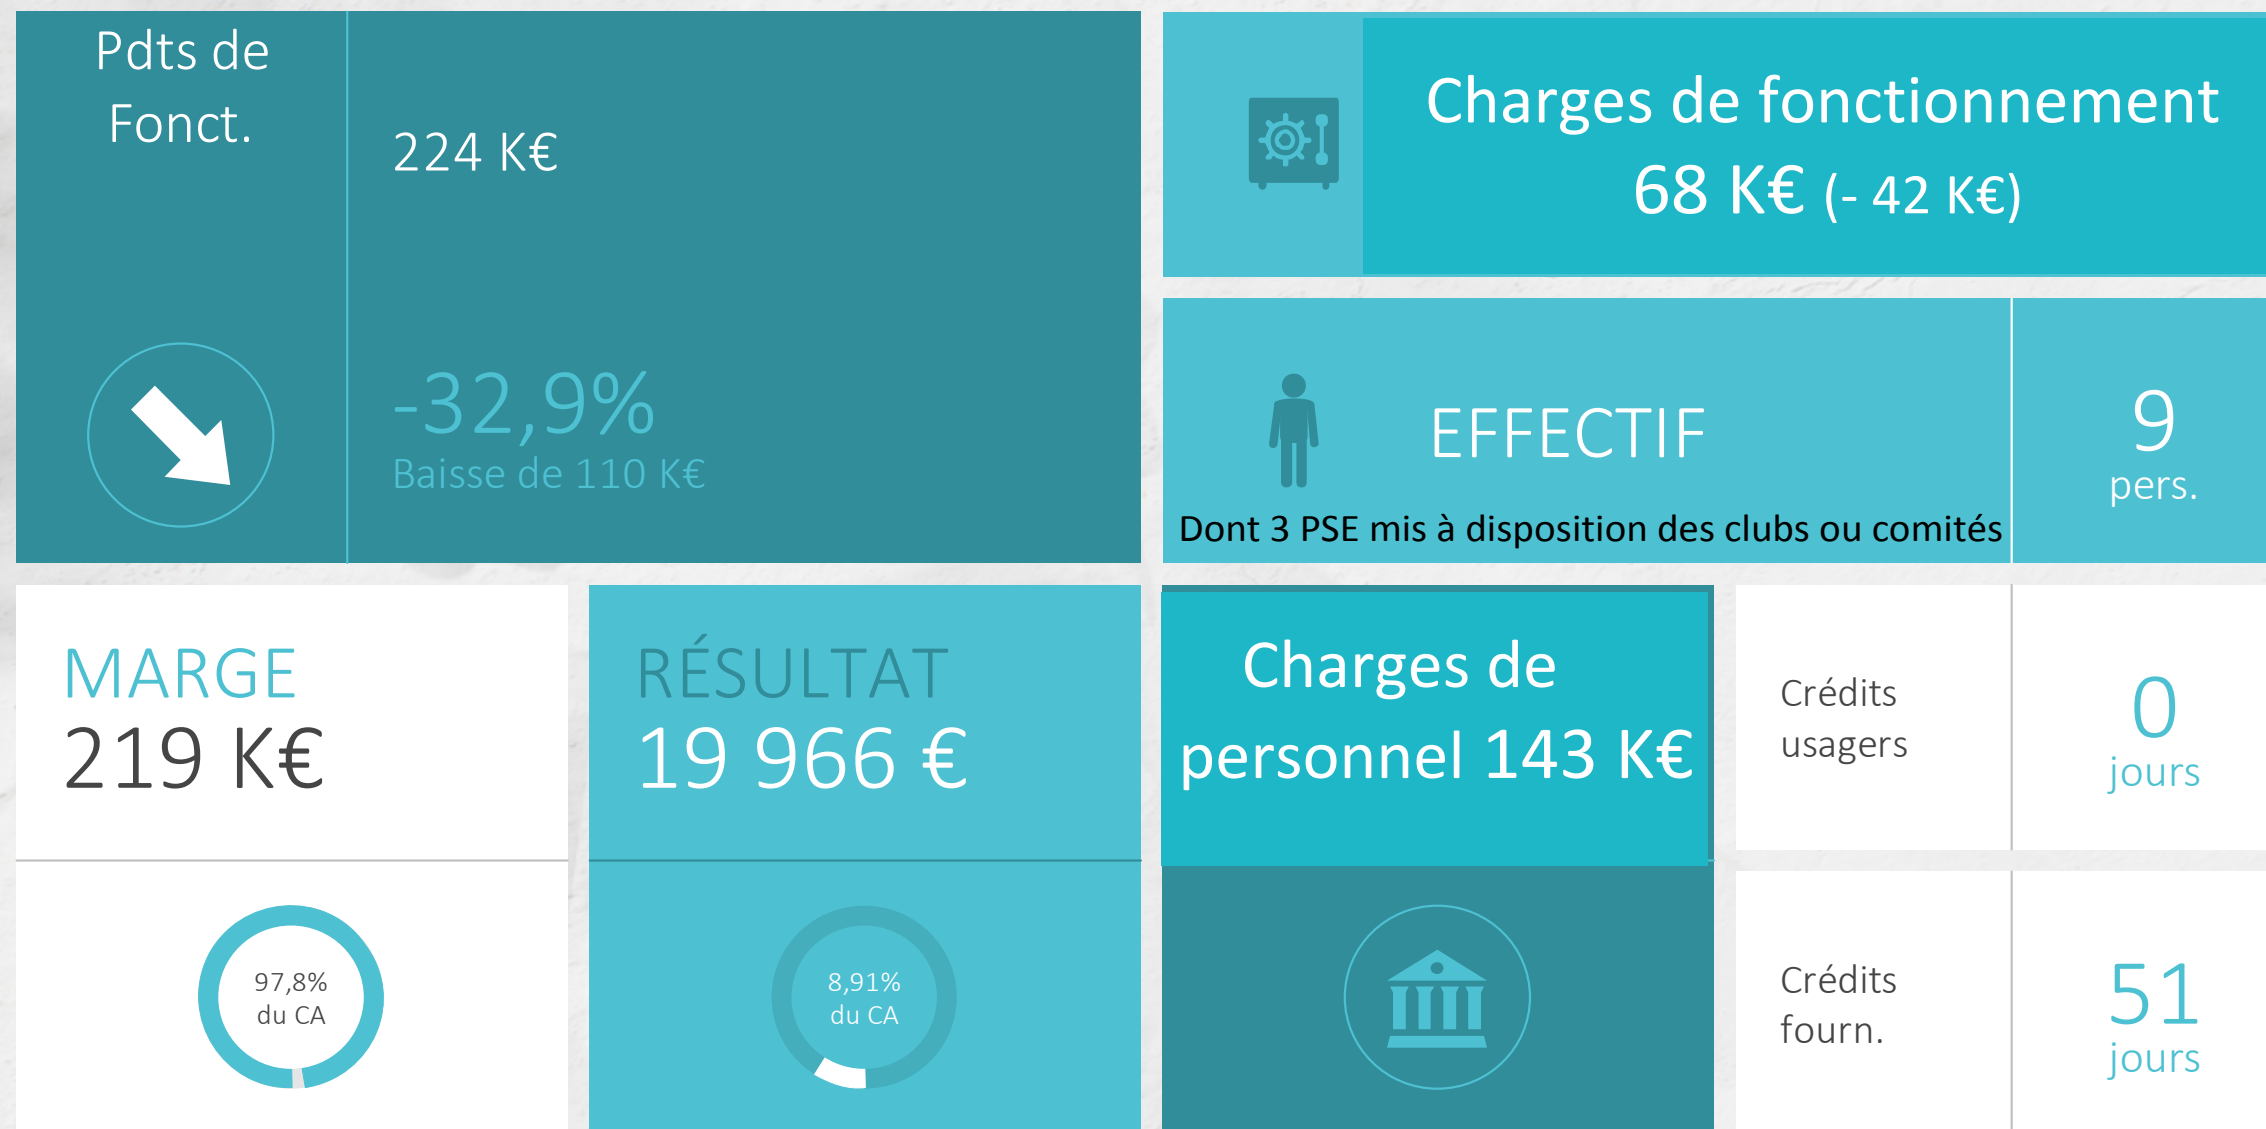 Pdts de
Fonct.
224 K€
-32,9%
Baisse de 110 K€
Charges de fonctionnement
68 K€ (- 42 K€)
EFFECTIF
9
pers.
Dont 3 PSE mis à disposition des clubs ou comités
MARGE
219 K€
97,8%
du CA
RÉSULTAT
19 966 €
8,91%
du CA
Charges de
personnel 143 K€
Crédits
usagers
0
jours
Crédits
fourn.
51
jours